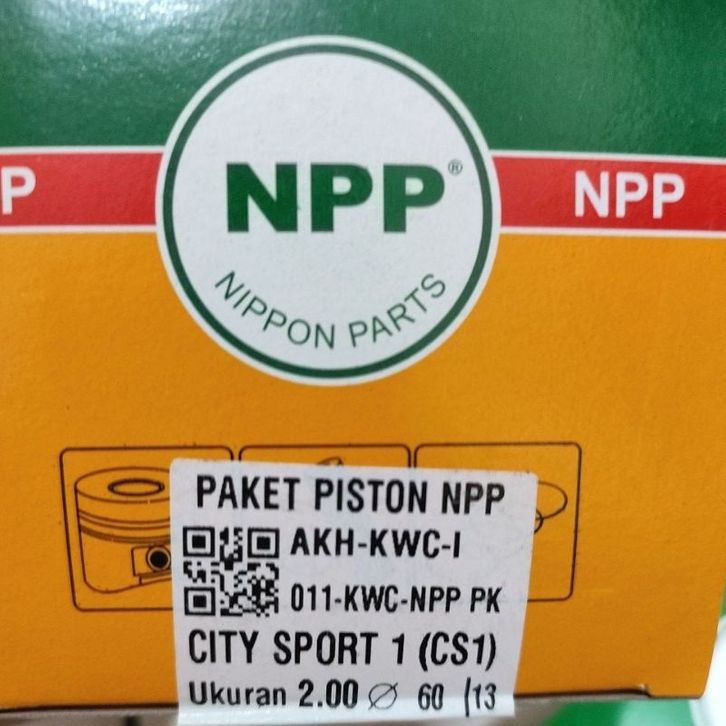 NPP®
NIPPON PARTS
P
NPP
PAKET PISTON NPP
AKH-KWC-I
011-KWC-NPP PK
CITY SPORT 1 (CS1)
Ukuran 2.00 ∅ 60 /13